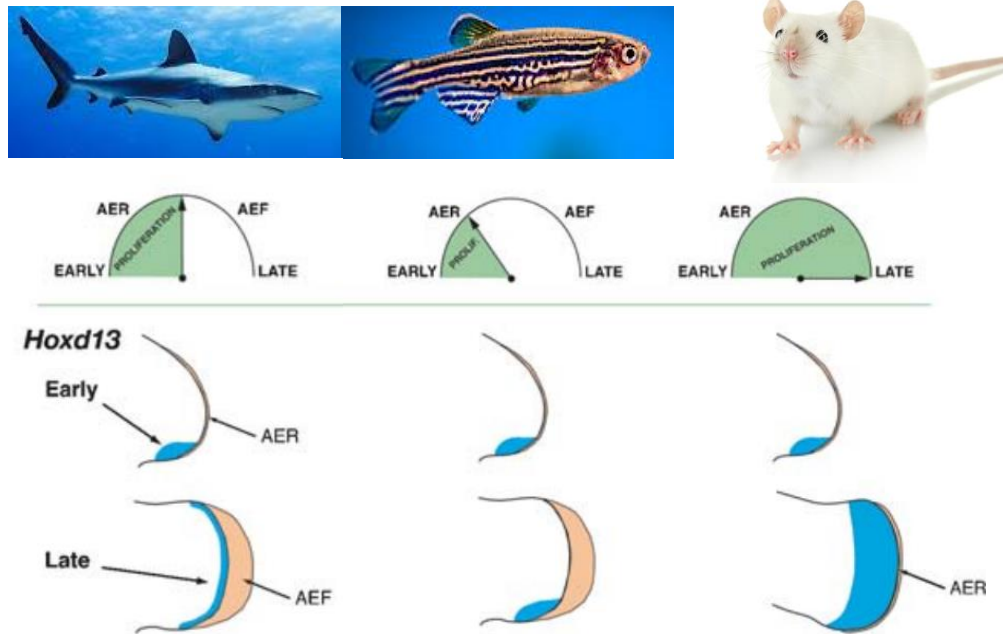 AER
AEF
PROLIFERATION
EARLY
LATE
AER
AEF
PROLIF.
EARLY
LATE
AER
PROLIFERATION
EARLY
LATE
Hoxd13
Early
AER
Late
AEF
AER